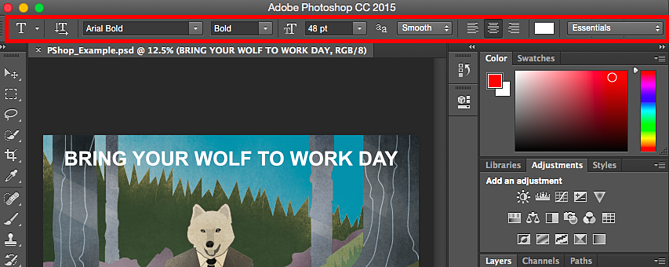 Adobe Photoshop CC 2015
T T Arial Bold Bold TT 48 pt aa Smooth Essentials
× PShop_Example.psd @ 12.5% (BRING YOUR WOLF TO WORK DAY, RGB/8)
Color Swatches
BRING YOUR WOLF TO WORK DAY
Libraries Adjustments Styles
Add an adjustment
Layers Channels Paths